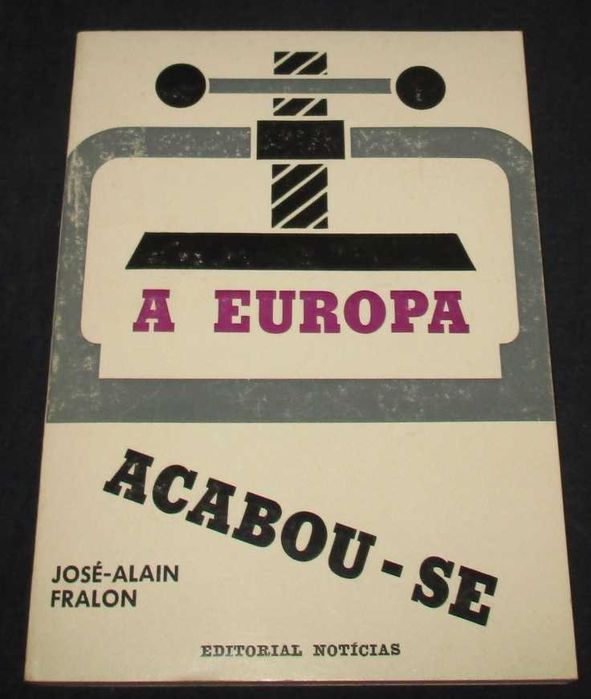 A EUROPA
ACABOU-SE
JOSÉ-ALAIN
FRALON
EDITORIAL NOTÍCIAS